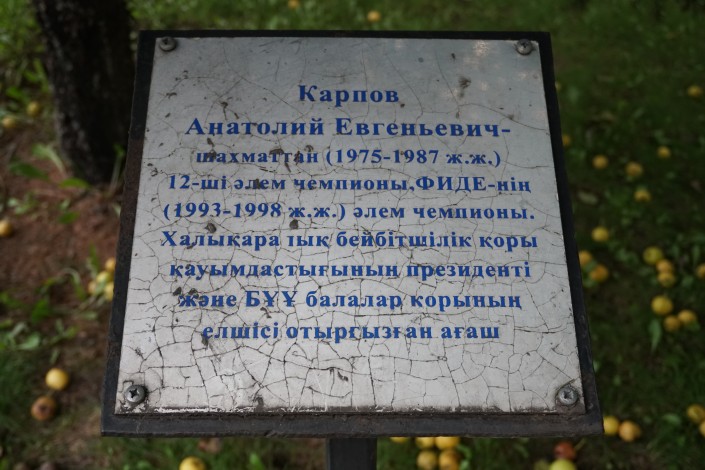 Карпов
Анатолий Евгеньевич-
шахматтан (1975-1987 ж.ж.)
12-ші әлем чемпионы,ФИДЕ-нің
(1993-1998 ж.ж.) әлем чемпионы.
Халықаралық бейбітшілік қоры
қауымдастығының президенті
және БҰҰ балалар қорының
елшісі отырғызған ағаш